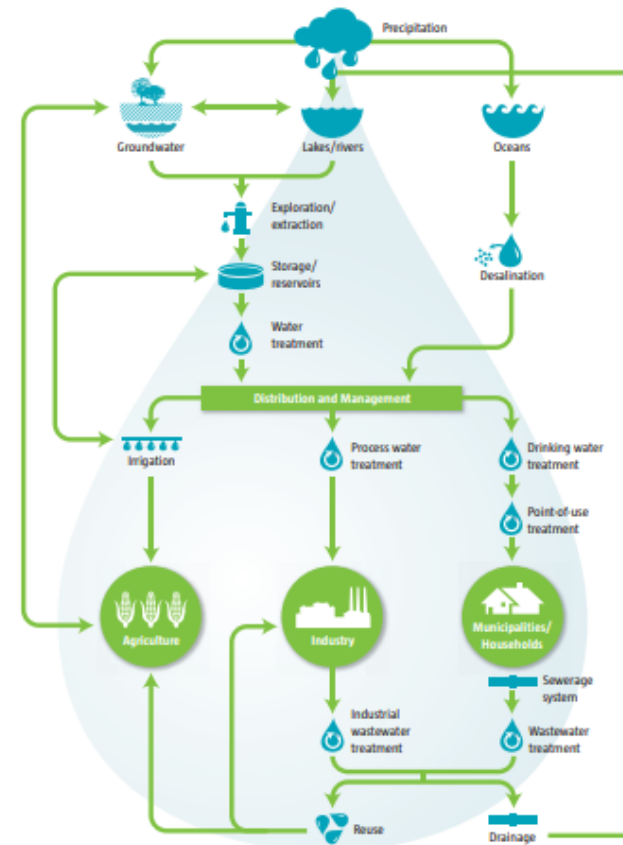 Precipitation
Groundwater
Lakes/rivers
Oceans
Exploration/
extraction
Storage/
reservoirs
Desalination
Water
treatment
Distribution and Management
Irrigation
Process water
treatment
Drinking water
treatment
Point-of-use
treatment
Agriculture
Industry
Municipalities/
Households
Sewerage
system
Industrial
wastewater
treatment
Wastewater
treatment
Reuse
Drainage